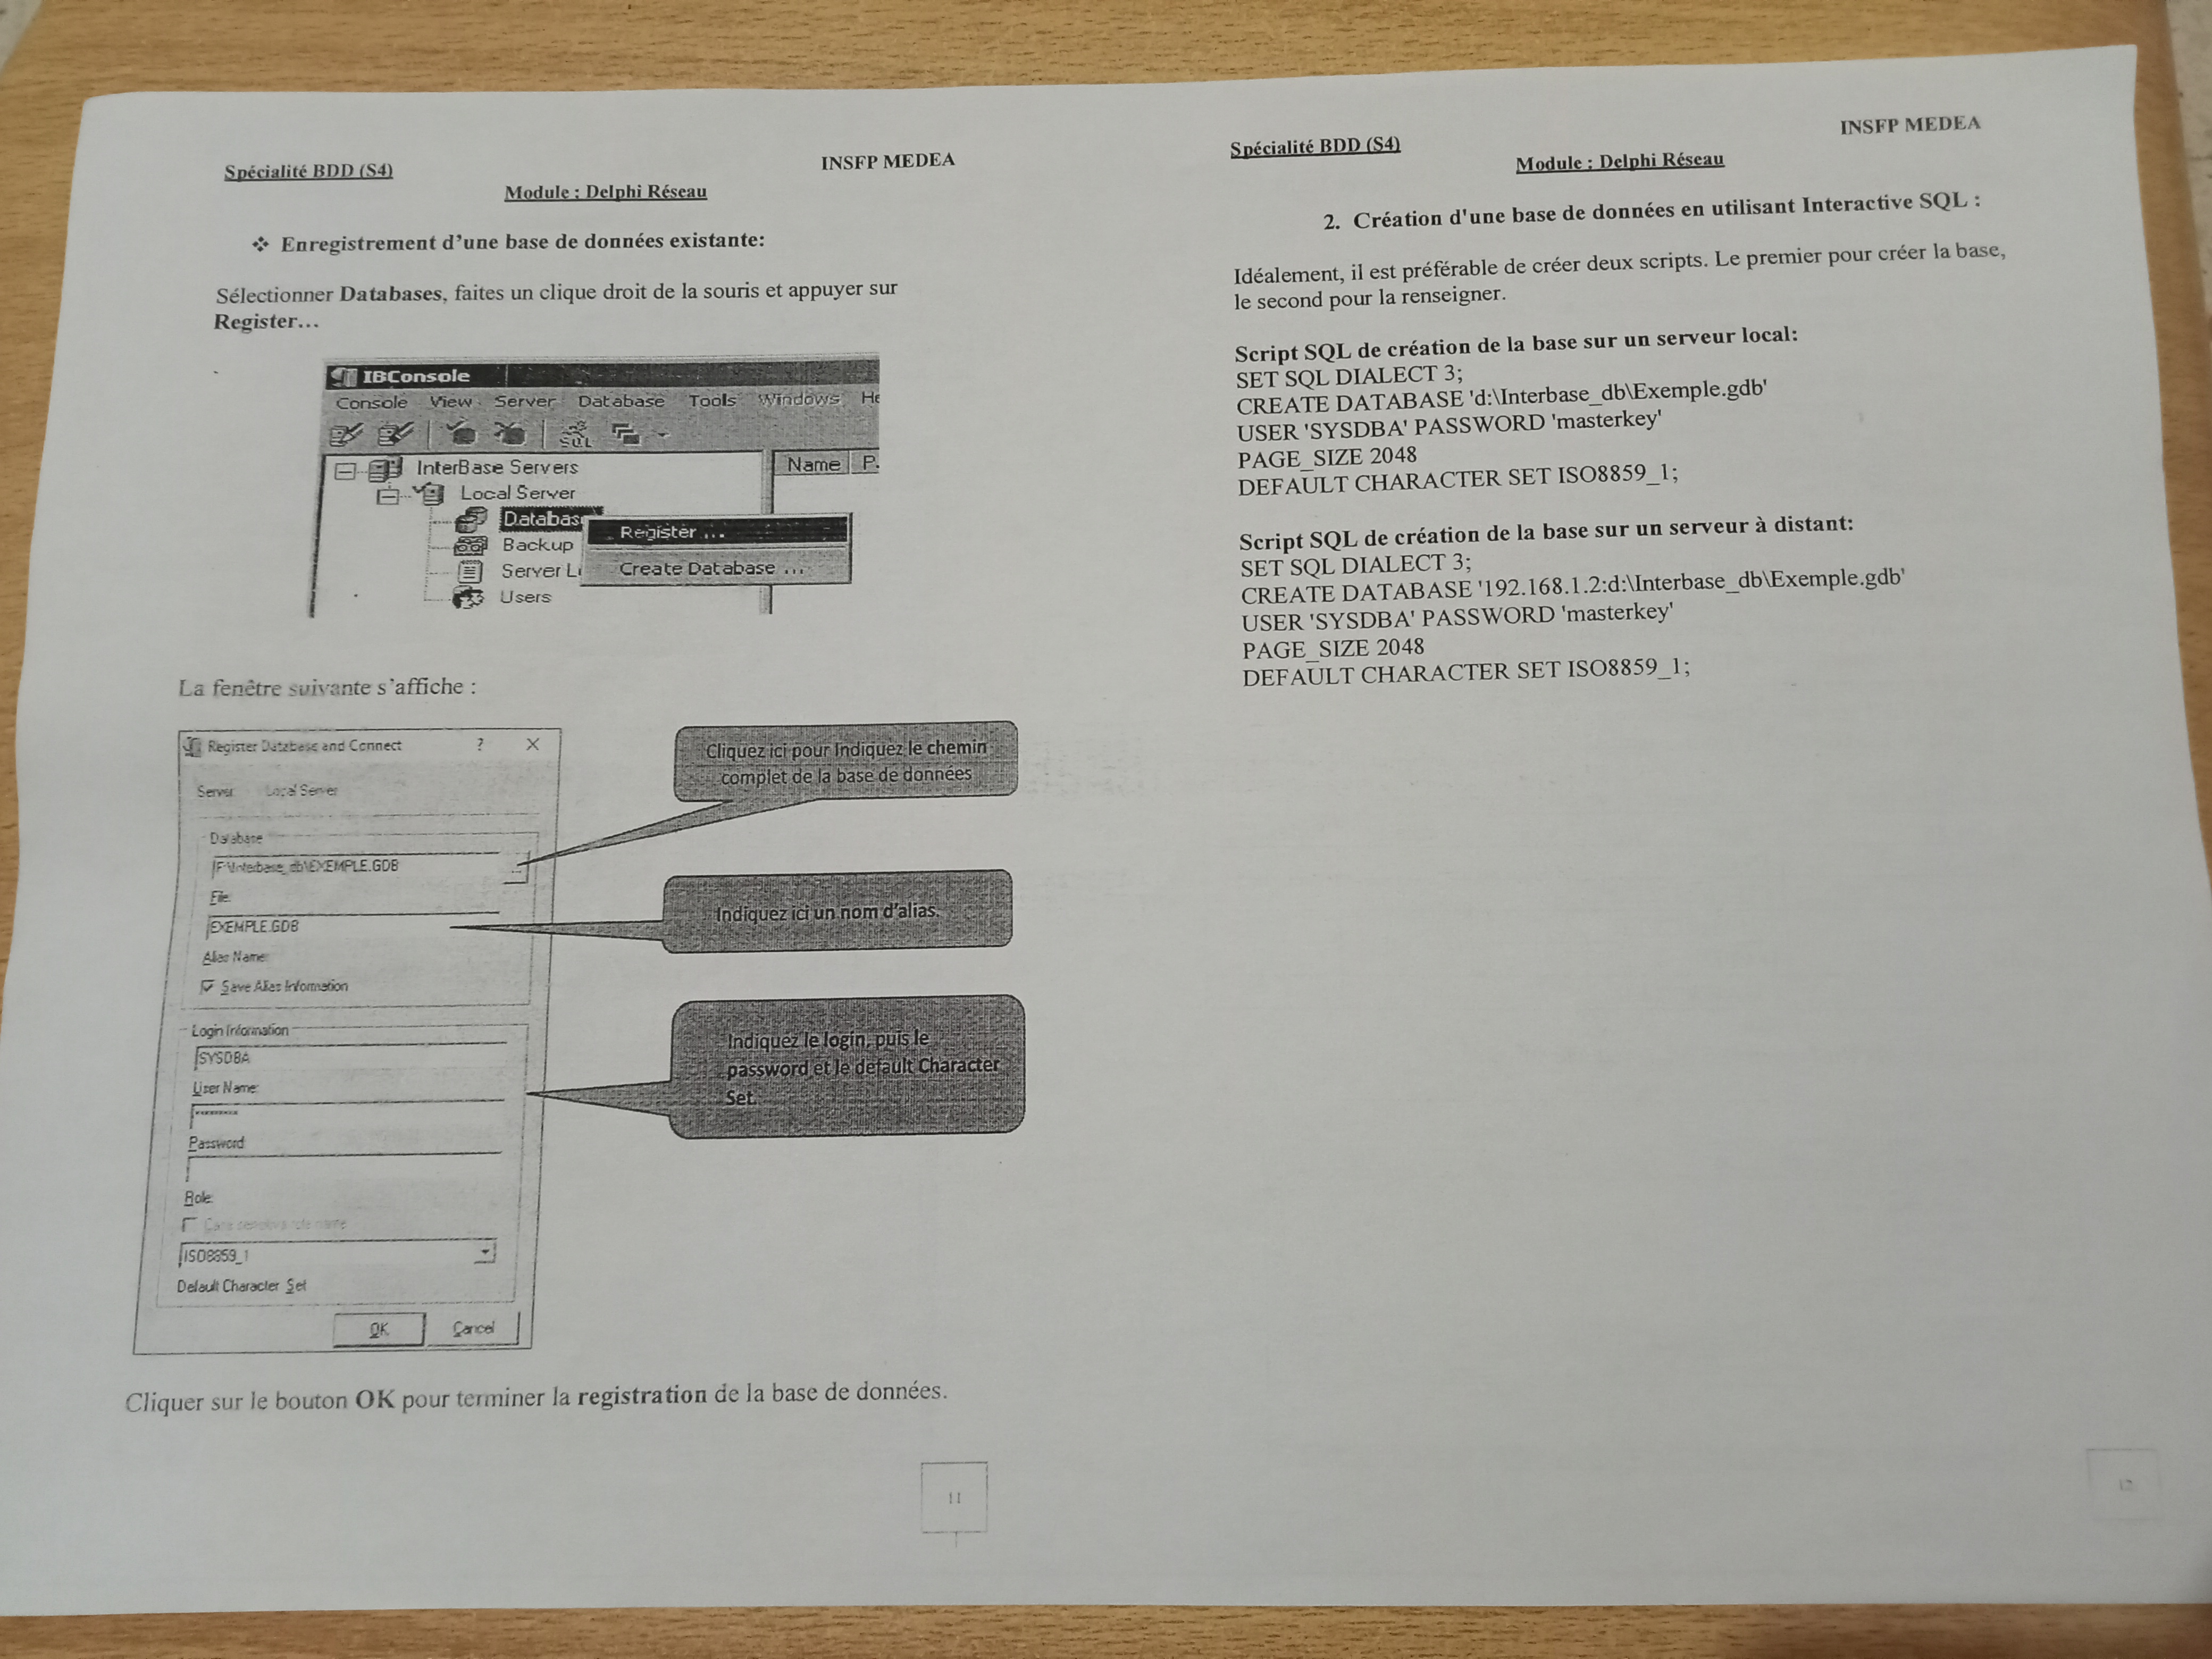 Spécialité BDD (S4)
INSFP MEDEA
Module : Delphi Réseau
❖ Enregistrement d'une base de données existante:
Sélectionner Databases, faites un clique droit de la souris et appuyer sur
Register…
IBConsole
Console View Server Database Tools Windows He
SQL
InterBase Servers
Name P.
Local Server
Databas
Register ...
Backup
Create Database ...
Server Li
Users
La fenêtre suivante s'affiche :
Register Database and Connect ? X
Server Local Server
Database
F:\Interbase_db\EXEMPLE.GDB
File:
EXEMPLE.GDB
Alias Name:
Save Alias Information
Login Information
SYSDBA
User Name:
Password:
Role:
Case sensitive role name
ISO8859_1
Default Character Set
OK Cancel
Cliquez ici pour Indiquez le chemin
complet de la base de données
Indiquez ici un nom d'alias.
Indiquez le login, puis le
password et le default Character
Set.
Cliquer sur le bouton OK pour terminer la registration de la base de données.
11
Spécialité BDD (S4)
INSFP MEDEA
Module : Delphi Réseau
2. Création d'une base de données en utilisant Interactive SQL :
Idéalement, il est préférable de créer deux scripts. Le premier pour créer la base,
le second pour la renseigner.
Script SQL de création de la base sur un serveur local:
SET SQL DIALECT 3;
CREATE DATABASE 'd:\Interbase_db\Exemple.gdb'
USER 'SYSDBA' PASSWORD 'masterkey'
PAGE_SIZE 2048
DEFAULT CHARACTER SET ISO8859_1;
Script SQL de création de la base sur un serveur à distant:
SET SQL DIALECT 3;
CREATE DATABASE '192.168.1.2:d:\Interbase_db\Exemple.gdb'
USER 'SYSDBA' PASSWORD 'masterkey'
PAGE_SIZE 2048
DEFAULT CHARACTER SET ISO8859_1;
12